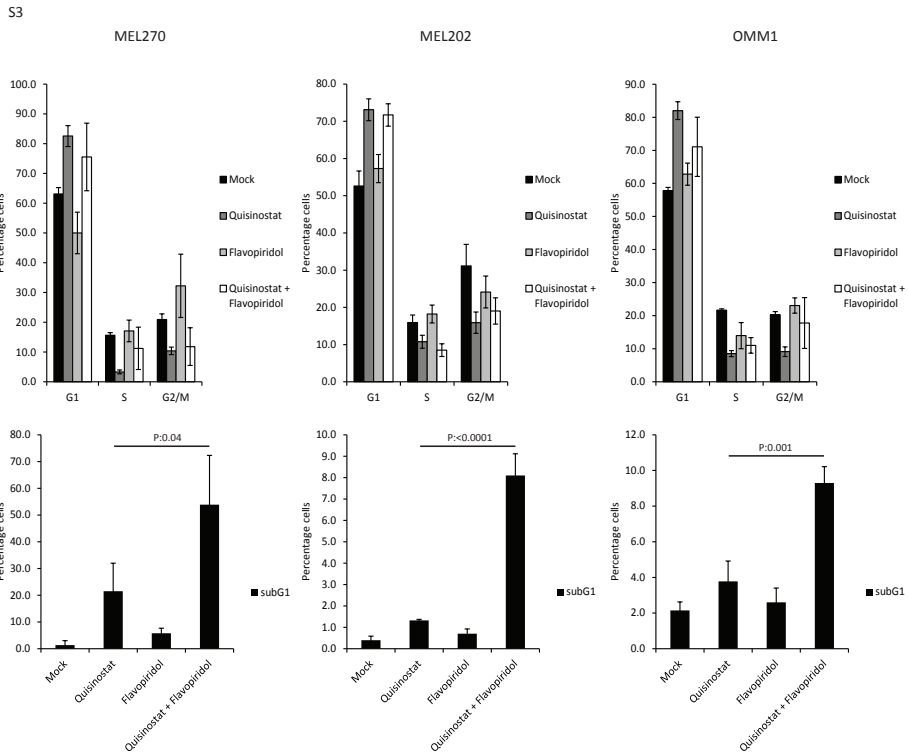 S3
MEL270
MEL202
OMM1
100.0
90.0
80.0
70.0
60.0
50.0
40.0
30.0
20.0
10.0
0.0
Percentage cells
G1 S G2/M
Mock
Quisinostat
Flavopiridol
Quisinostat +
Flavopiridol
80.0
70.0
60.0
50.0
40.0
30.0
20.0
10.0
0.0
Percentage cells
G1 S G2/M
Mock
Quisinostat
Flavopiridol
Quisinostat +
Flavopiridol
90.0
80.0
70.0
60.0
50.0
40.0
30.0
20.0
10.0
0.0
Percentage cells
G1 S G2/M
Mock
Quisinostat
Flavopiridol
Quisinostat +
Flavopiridol
80.0
70.0
60.0
50.0
40.0
30.0
20.0
10.0
0.0
Percentage cells
P:0.04
subG1
Mock
Quisinostat
Flavopiridol
Quisinostat + Flavopiridol
10.0
9.0
8.0
7.0
6.0
5.0
4.0
3.0
2.0
1.0
0.0
Percentage cells
P:<0.0001
subG1
Mock
Quisinostat
Flavopiridol
Quisinostat + Flavopiridol
12.0
10.0
8.0
6.0
4.0
2.0
0.0
Percentage cells
P:0.001
subG1
Mock
Quisinostat
Flavopiridol
Quisinostat + Flavopiridol